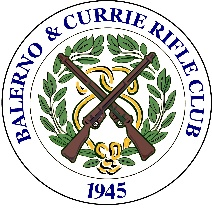 BALERNO & CURRIE RIFLE CLUB
1945